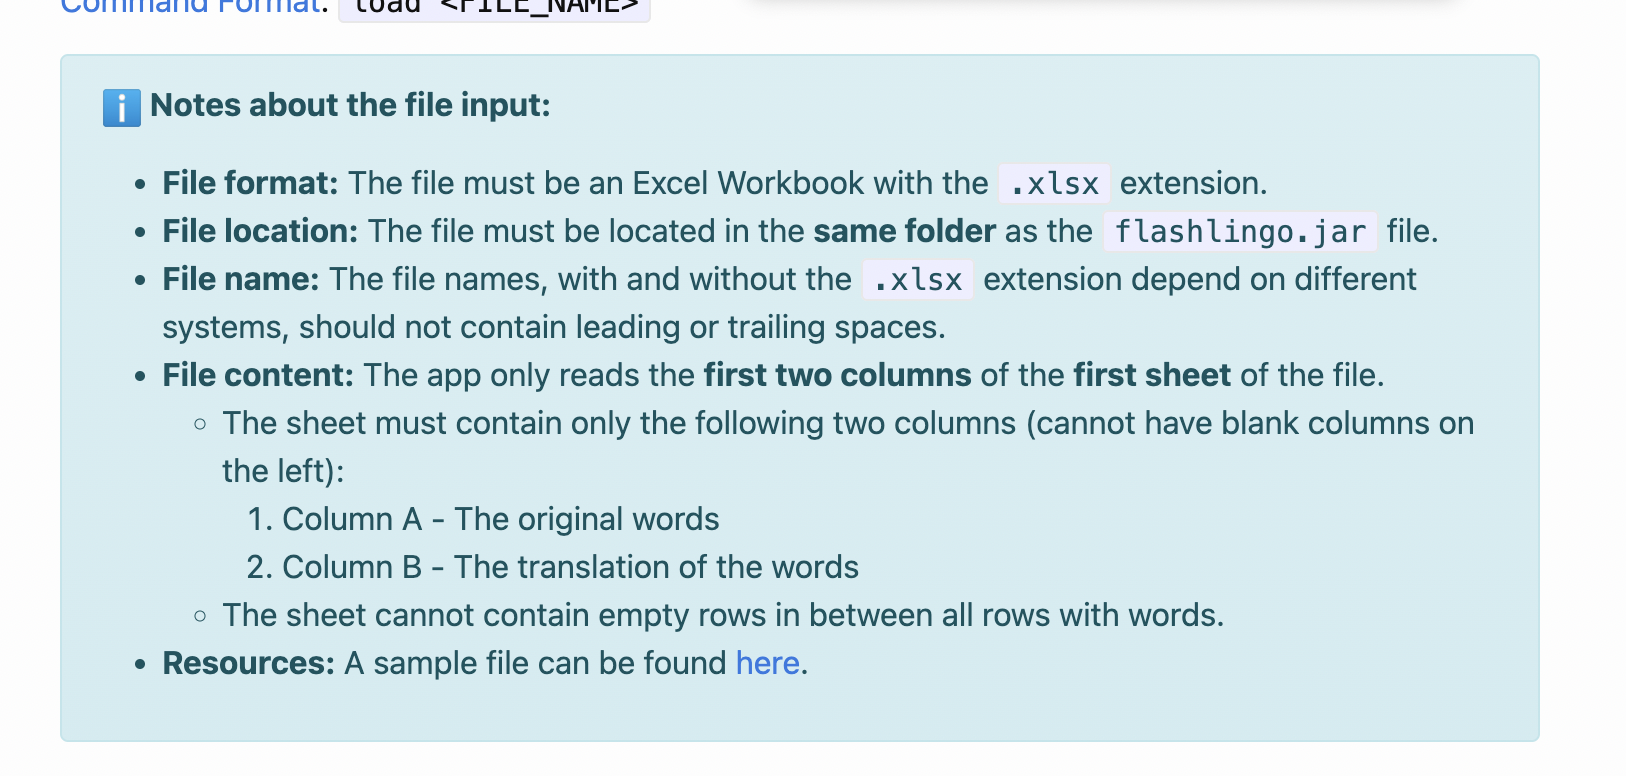 Command Format: load <FILE_NAME>
ℹ️ Notes about the file input:
• File format: The file must be an Excel Workbook with the .xlsx extension.
• File location: The file must be located in the same folder as the flashlingo.jar file.
• File name: The file names, with and without the .xlsx extension depend on different
systems, should not contain leading or trailing spaces.
• File content: The app only reads the first two columns of the first sheet of the file.
◦ The sheet must contain only the following two columns (cannot have blank columns on
the left):
1. Column A - The original words
2. Column B - The translation of the words
◦ The sheet cannot contain empty rows in between all rows with words.
• Resources: A sample file can be found here.